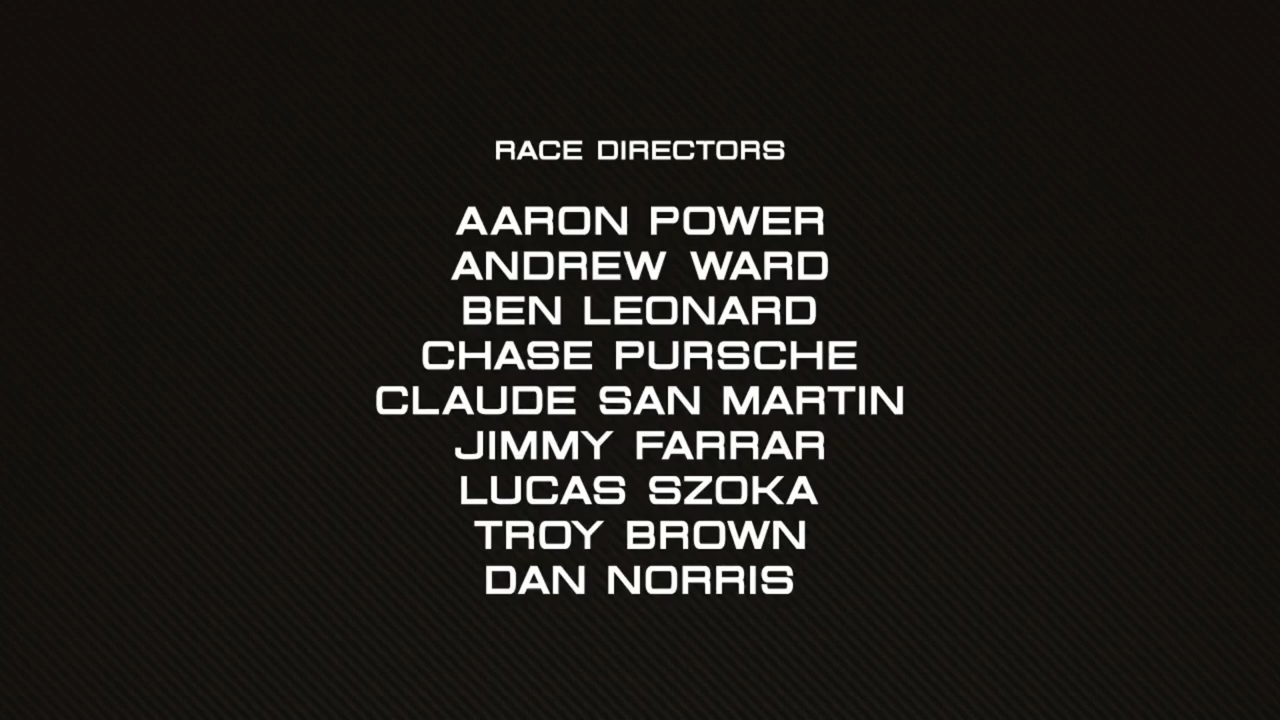 RACE DIRECTORS
AARON POWER
ANDREW WARD
BEN LEONARD
CHASE PURSCHE
CLAUDE SAN MARTIN
JIMMY FARRAR
LUCAS SZOKA
TROY BROWN
DAN NORRIS